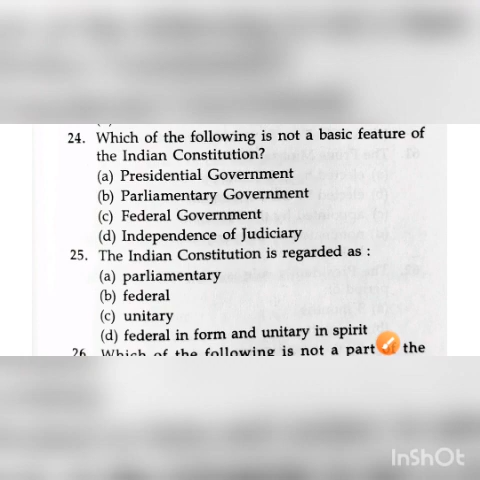 24. Which of the following is not a basic feature of
the Indian Constitution?
(a) Presidential Government
(b) Parliamentary Government
(c) Federal Government
(d) Independence of Judiciary
25. The Indian Constitution is regarded as :
(a) parliamentary
(b) federal
(c) unitary
(d) federal in form and unitary in spirit
26. Which of the following is not a part of the
InShOt